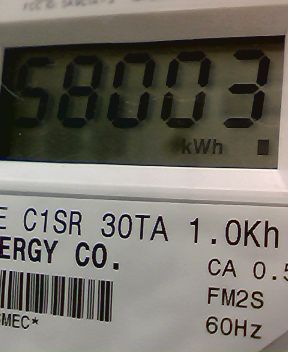 58003
kWh
E C1SR 30TA 1.0Kh
ERGY CO.
CA 0.5
FM2S
MEC*
60Hz